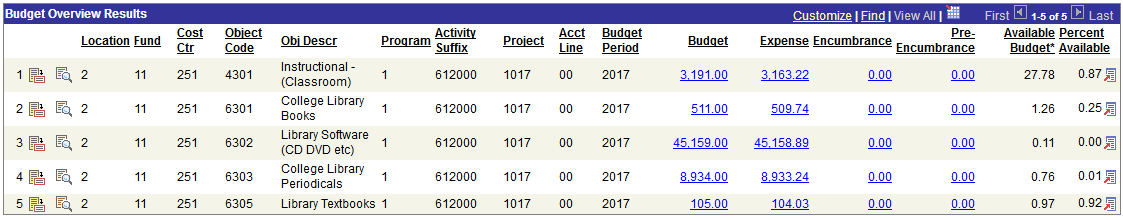 Budget Overview Results Customize | Find | View All | First 1-5 of 5 Last
Location Fund Cost Ctr Object Code Obj Descr Program Activity Suffix Project Acct Line Budget Period Budget Expense Encumbrance Pre-Encumbrance Available Budget* Percent Available
1 2 11 251 4301 Instructional - (Classroom) 1 612000 1017 00 2017 3,191.00 3,163.22 0.00 0.00 27.78 0.87
2 2 11 251 6301 College Library Books 1 612000 1017 00 2017 511.00 509.74 0.00 0.00 1.26 0.25
3 2 11 251 6302 Library Software (CD DVD etc) 1 612000 1017 00 2017 45,159.00 45,158.89 0.00 0.00 0.11 0.00
4 2 11 251 6303 College Library Periodicals 1 612000 1017 00 2017 8,934.00 8,933.24 0.00 0.00 0.76 0.01
5 2 11 251 6305 Library Textbooks 1 612000 1017 00 2017 105.00 104.03 0.00 0.00 0.97 0.92